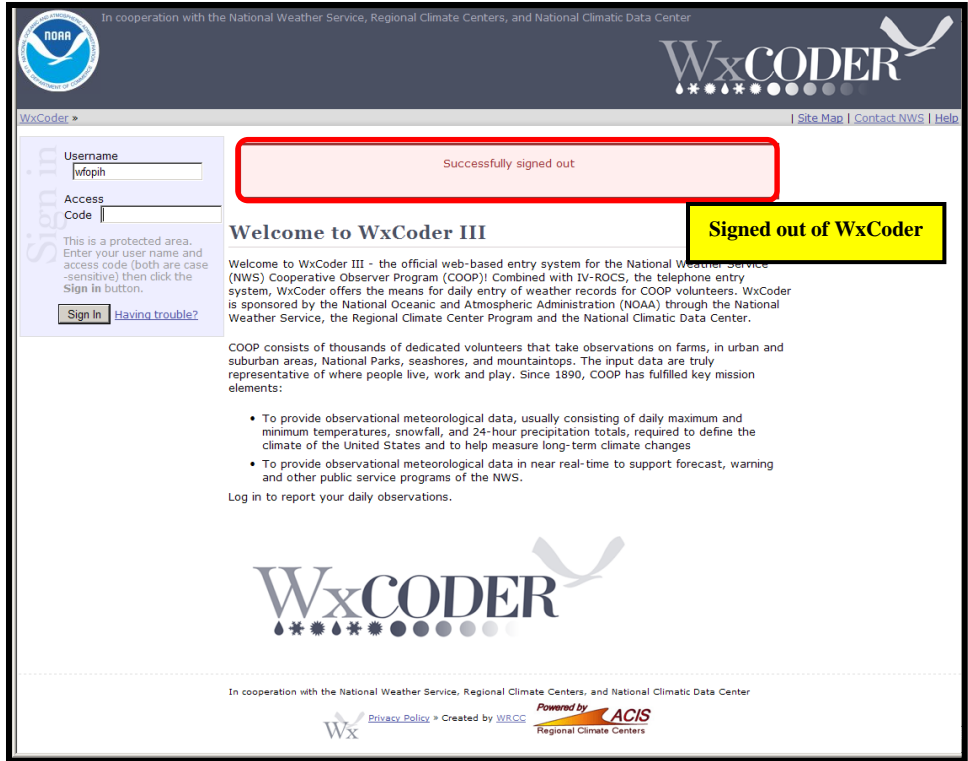 In cooperation with the National Weather Service, Regional Climate Centers, and National Climatic Data Center
NOAA
NATIONAL OCEANIC AND ATMOSPHERIC ADMINISTRATION
U.S. DEPARTMENT OF COMMERCE
WxCODER
WxCoder »
| Site Map | Contact NWS | Help
Sign in
Username
wfopih
Access
Code
This is a protected area.
Enter your user name and
access code (both are case
-sensitive) then click the
Sign in button.
Sign In Having trouble?
Successfully signed out
Signed out of WxCoder
Welcome to WxCoder III
Welcome to WxCoder III - the official web-based entry system for the National Weather Service
(NWS) Cooperative Observer Program (COOP)! Combined with IV-ROCS, the telephone entry
system, WxCoder offers the means for daily entry of weather records for COOP volunteers. WxCoder
is sponsored by the National Oceanic and Atmospheric Administration (NOAA) through the National
Weather Service, the Regional Climate Center Program and the National Climatic Data Center.
COOP consists of thousands of dedicated volunteers that take observations on farms, in urban and
suburban areas, National Parks, seashores, and mountaintops. The input data are truly
representative of where people live, work and play. Since 1890, COOP has fulfilled key mission
elements:
• To provide observational meteorological data, usually consisting of daily maximum and
minimum temperatures, snowfall, and 24-hour precipitation totals, required to define the
climate of the United States and to help measure long-term climate changes
• To provide observational meteorological data in near real-time to support forecast, warning
and other public service programs of the NWS.
Log in to report your daily observations.
WxCODER
In cooperation with the National Weather Service, Regional Climate Centers, and National Climatic Data Center
Wx
Privacy Policy » Created by WRCC
Powered by
ACIS
Regional Climate Centers